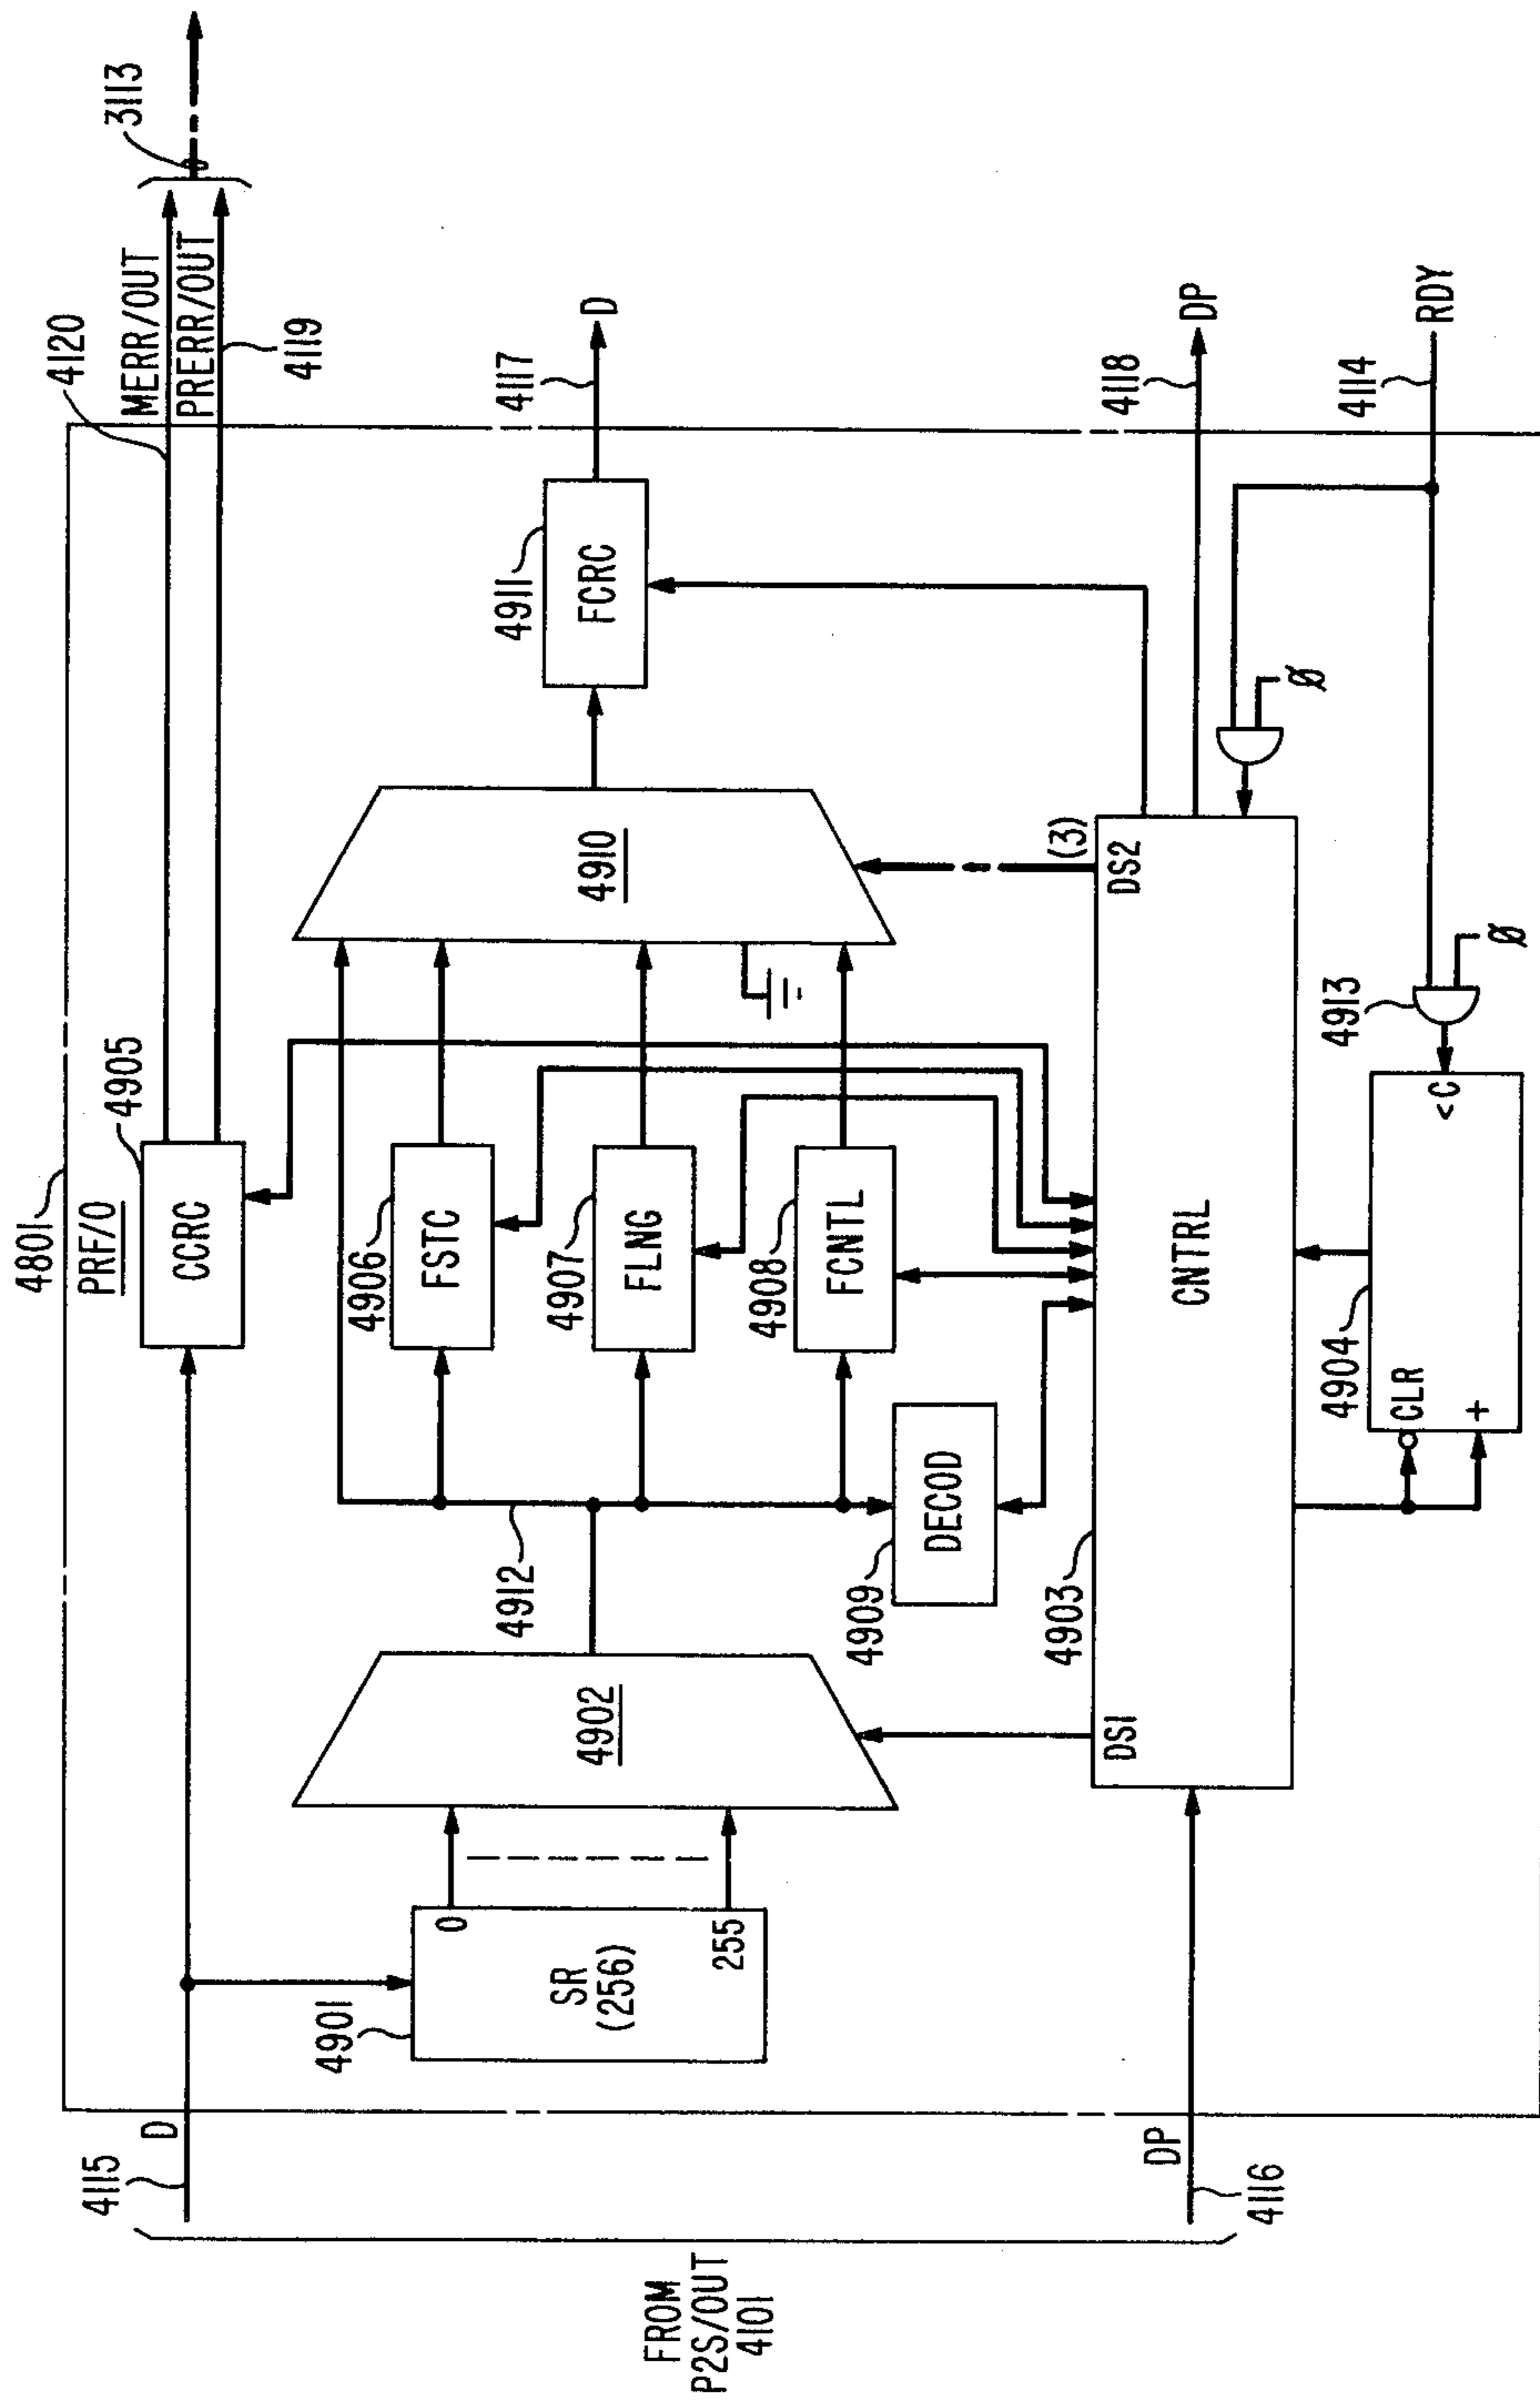 4801
PRF/O
4905
CCRC
4120
MERR/OUT
PRERR/OUT
4119
3113
4115
D
4901
SR
(256)
0
255
4902
4912
4906
FSTC
4907
FLNG
4908
FCNTL
4909
DECOD
4910
4911
FCRC
4117
D
FROM
P2S/OUT
4101
DP
4116
DS1
4903
CNTRL
DS2
(3)
Ø
4118
DP
4114
RDY
4904
CLR
+
<C
4913
Ø